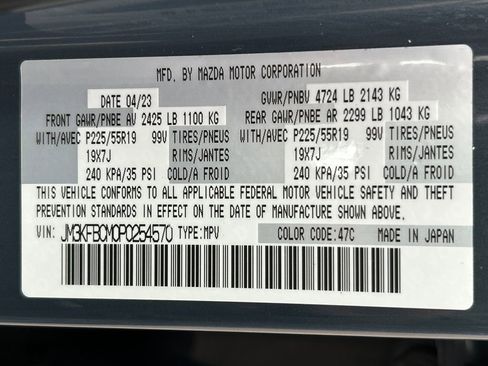 MFD. BY MAZDA MOTOR CORPORATION
DATE 04/23 GVWR/PNBV 4724 LB 2143 KG
FRONT GAWR/PNBE AV 2425 LB 1100 KG REAR GAWR/PNBE AR 2299 LB 1043 KG
WITH/AVEC P225/55R19 99V TIRES/PNEUS WITH/AVEC P225/55R19 99V TIRES/PNEUS
19X7J RIMS/JANTES 19X7J RIMS/JANTES
240 KPA/35 PSI COLD/A FROID 240 KPA/35 PSI COLD/A FROID
THIS VEHICLE CONFORMS TO ALL APPLICABLE FEDERAL MOTOR VEHICLE SAFETY AND THEFT
PREVENTION STANDARDS IN EFFECT ON THE DATE OF MANUFACTURE SHOWN ABOVE.
VIN: JM3KFBCM0P0254570 TYPE:MPV COLOR CODE:47C MADE IN JAPAN